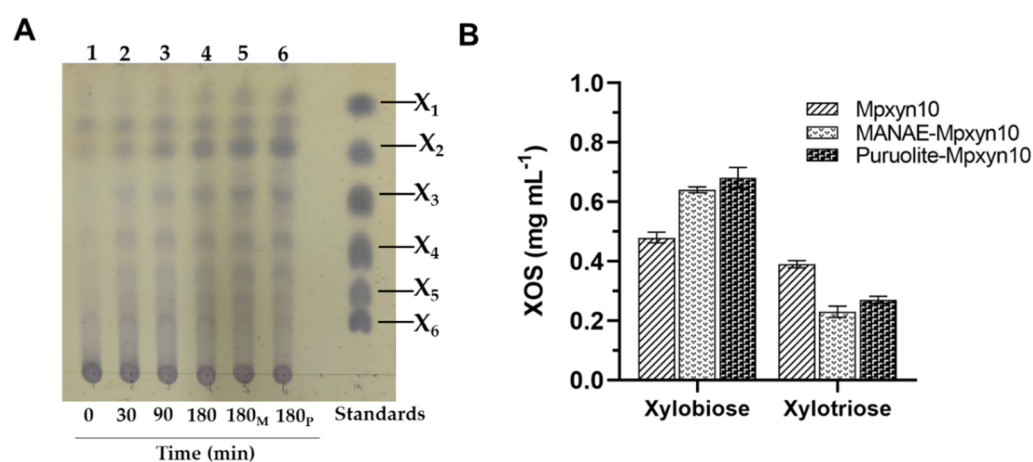 A
1 2 3 4 5 6
X1
X2
X3
X4
X5
X6
0 30 90 180 180M 180P Standards
Time (min)
B
XOS (mg mL-1)
1.0
0.8
0.6
0.4
0.2
0.0
Mpxyn10
MANAE-Mpxyn10
Puruolite-Mpxyn10
Xylobiose Xylotriose